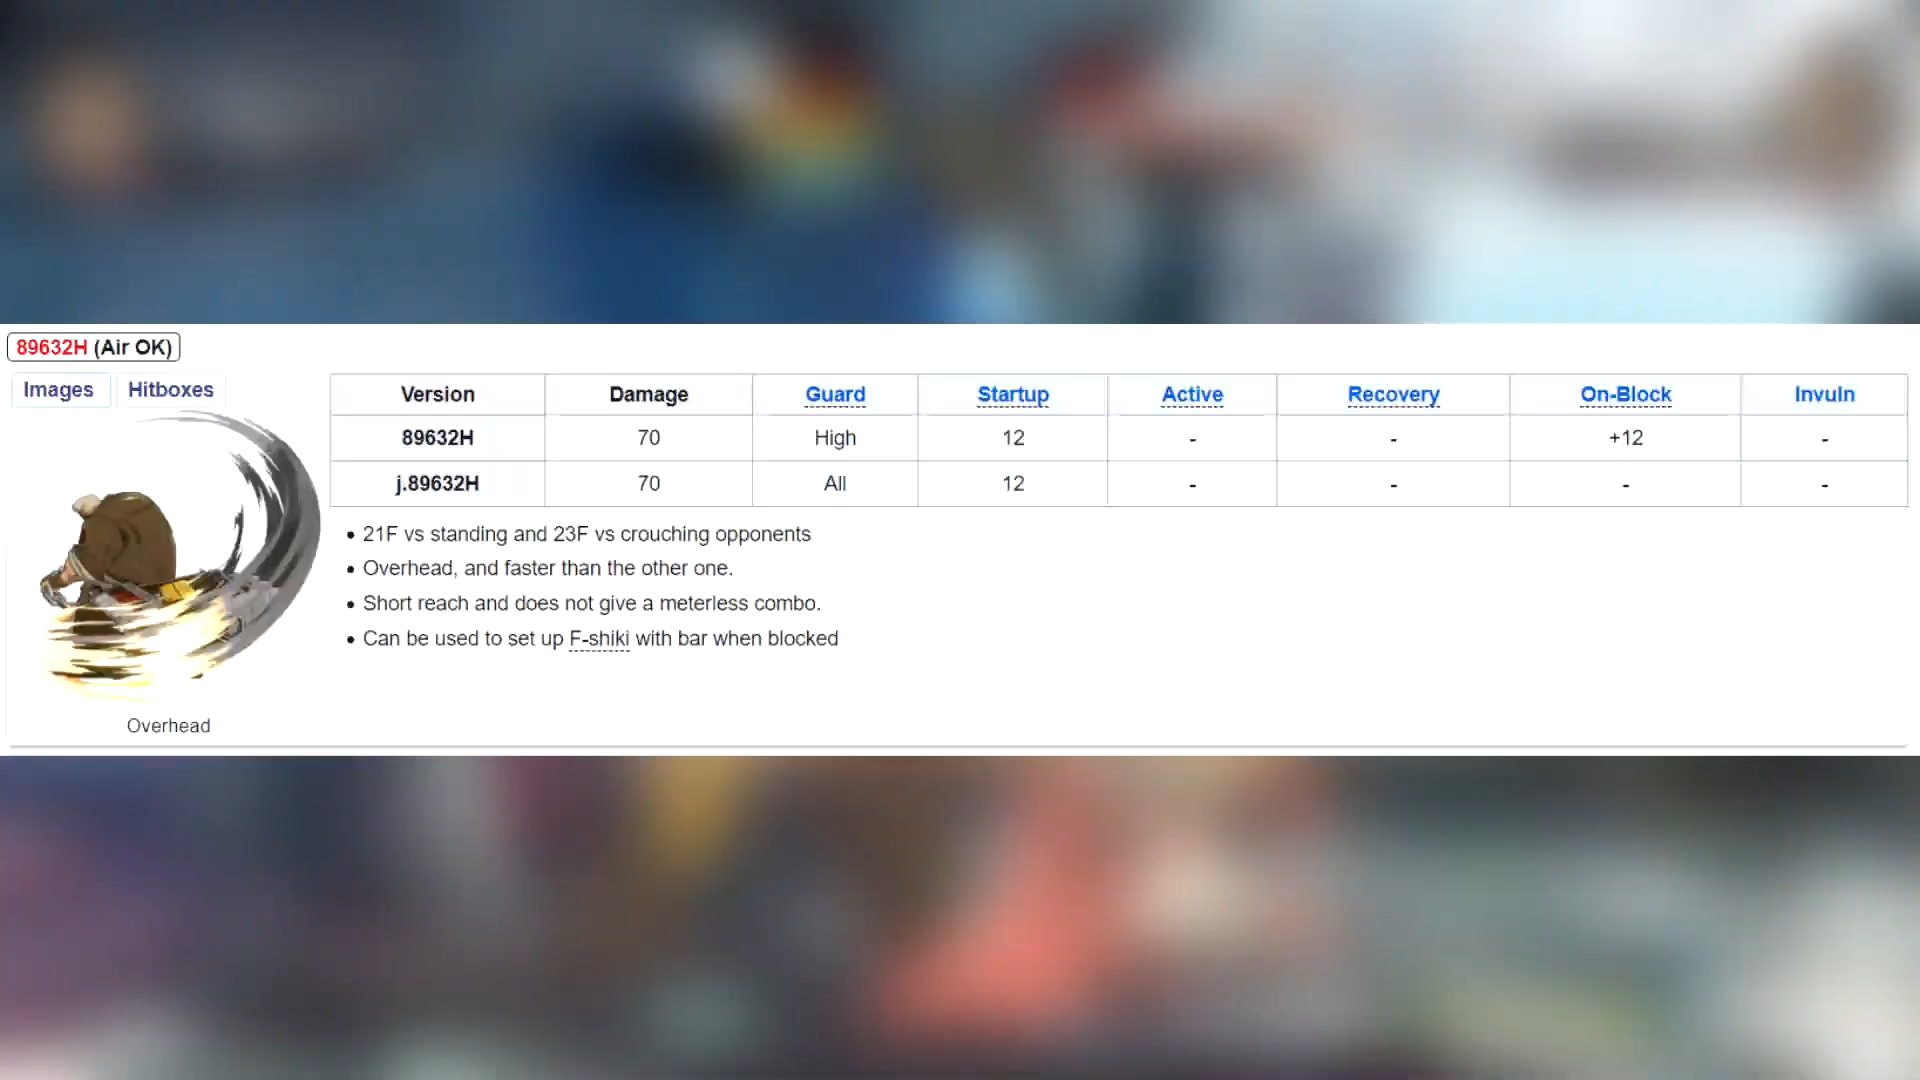 89632H (Air OK)
Images Hitboxes
Version Damage Guard Startup Active Recovery On-Block Invuln
89632H 70 High 12 - - +12 -
j.89632H 70 All 12 - - - -
• 21F vs standing and 23F vs crouching opponents
• Overhead, and faster than the other one.
• Short reach and does not give a meterless combo.
• Can be used to set up F-shiki with bar when blocked
Overhead